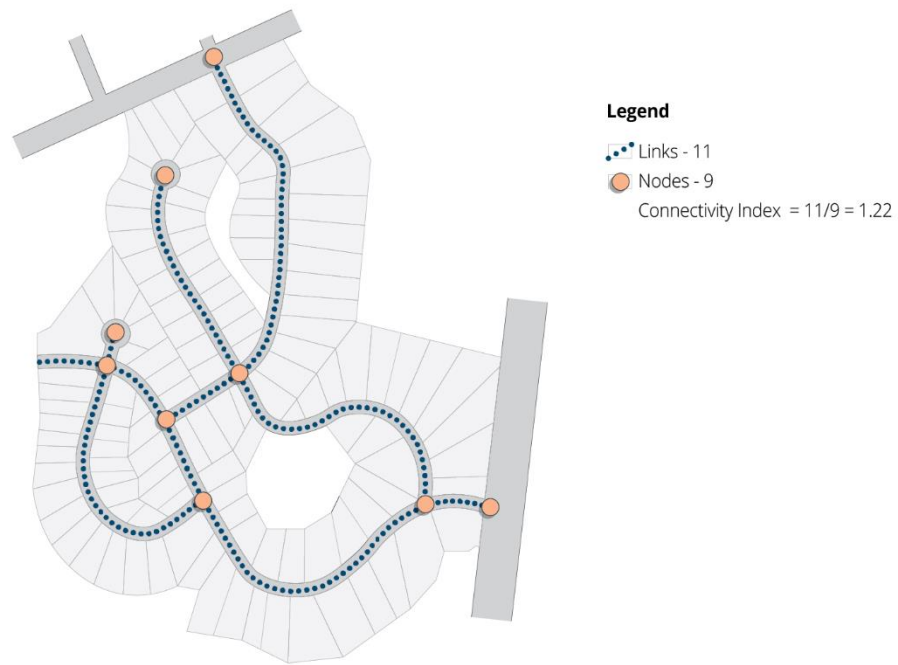 Legend
Links - 11
Nodes - 9
Connectivity Index = 11/9 = 1.22